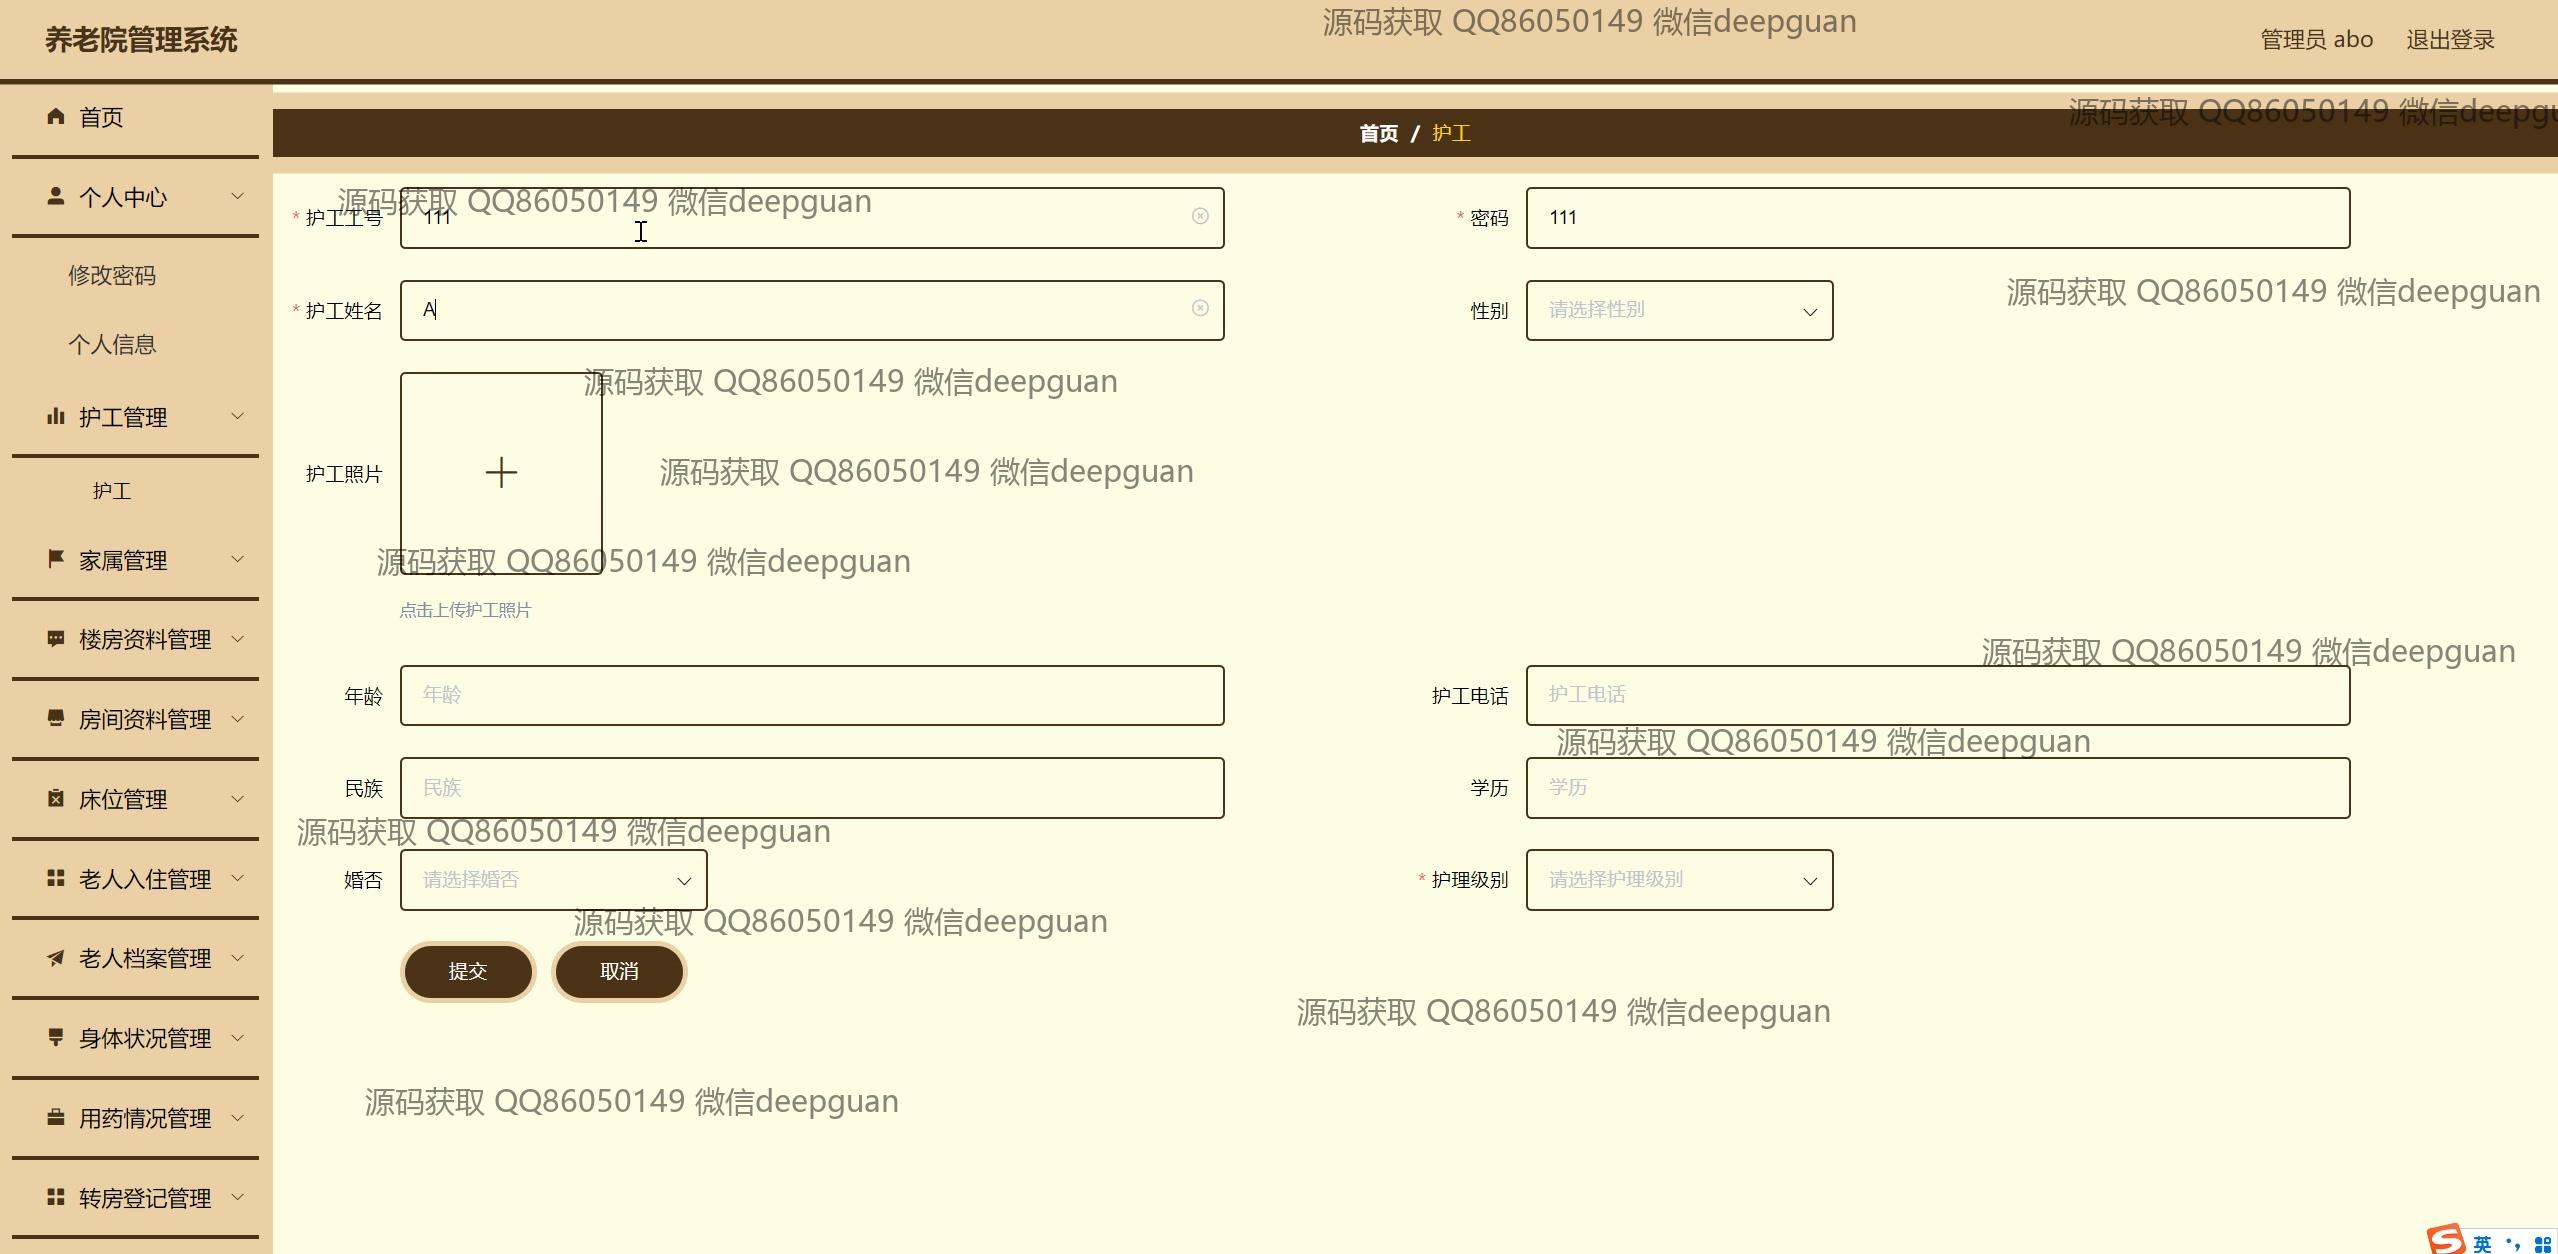 养老院管理系统
源码获取 QQ86050149 微信deepguan
管理员 abo 退出登录
首页
源码获取 QQ86050149 微信deepgu
首页 / 护工
个人中心
源码获取 QQ86050149 微信deepguan
* 护工工号 111
* 密码 111
修改密码
源码获取 QQ86050149 微信deepguan
* 护工姓名 A
性别 请选择性别
个人信息
源码获取 QQ86050149 微信deepguan
护工管理
护工照片
源码获取 QQ86050149 微信deepguan
护工
家属管理
源码获取 QQ86050149 微信deepguan
点击上传护工照片
楼房资料管理
源码获取 QQ86050149 微信deepguan
年龄 年龄
护工电话 护工电话
房间资料管理
源码获取 QQ86050149 微信deepguan
民族 民族
学历 学历
床位管理
源码获取 QQ86050149 微信deepguan
婚否 请选择婚否
* 护理级别 请选择护理级别
老人入住管理
源码获取 QQ86050149 微信deepguan
老人档案管理
提交 取消
源码获取 QQ86050149 微信deepguan
身体状况管理
源码获取 QQ86050149 微信deepguan
用药情况管理
转房登记管理
英